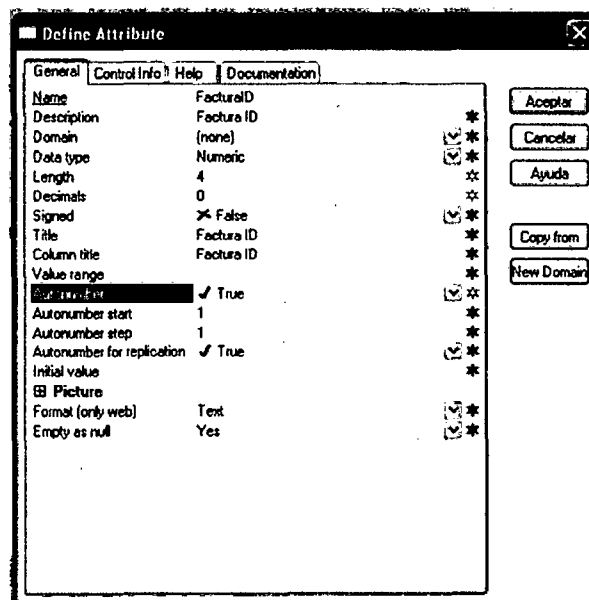 Define Attribute
General Control Info Help Documentation
Name FacturaID
Description Factura ID
Domain (none)
Data type Numeric
Length 4
Decimals 0
Signed False
Title Factura ID
Column title Factura ID
Value range
Autonumber True
Autonumber start 1
Autonumber step 1
Autonumber for replication True
Initial value
Picture
Format (only web) Text
Empty as null Yes
Aceptar
Cancelar
Ayuda
Copy from
New Domain